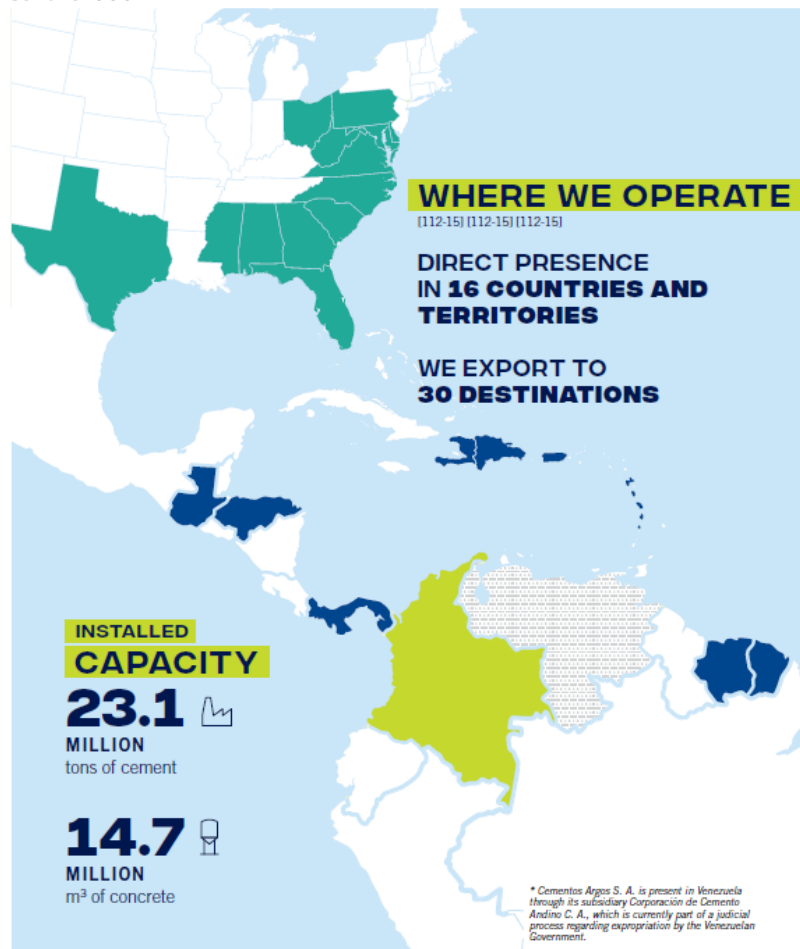 WHERE WE OPERATE
[112-15] [112-15] [112-15]
DIRECT PRESENCE
IN 16 COUNTRIES AND
TERRITORIES
WE EXPORT TO
30 DESTINATIONS
INSTALLED
CAPACITY
23.1
MILLION
tons of cement
14.7
MILLION
m³ of concrete
* Cementos Argos S. A. is present in Venezuela
through its subsidiary Corporación de Cemento
Andino C. A., which is currently part of a judicial
process regarding expropriation by the Venezuelan
Government.